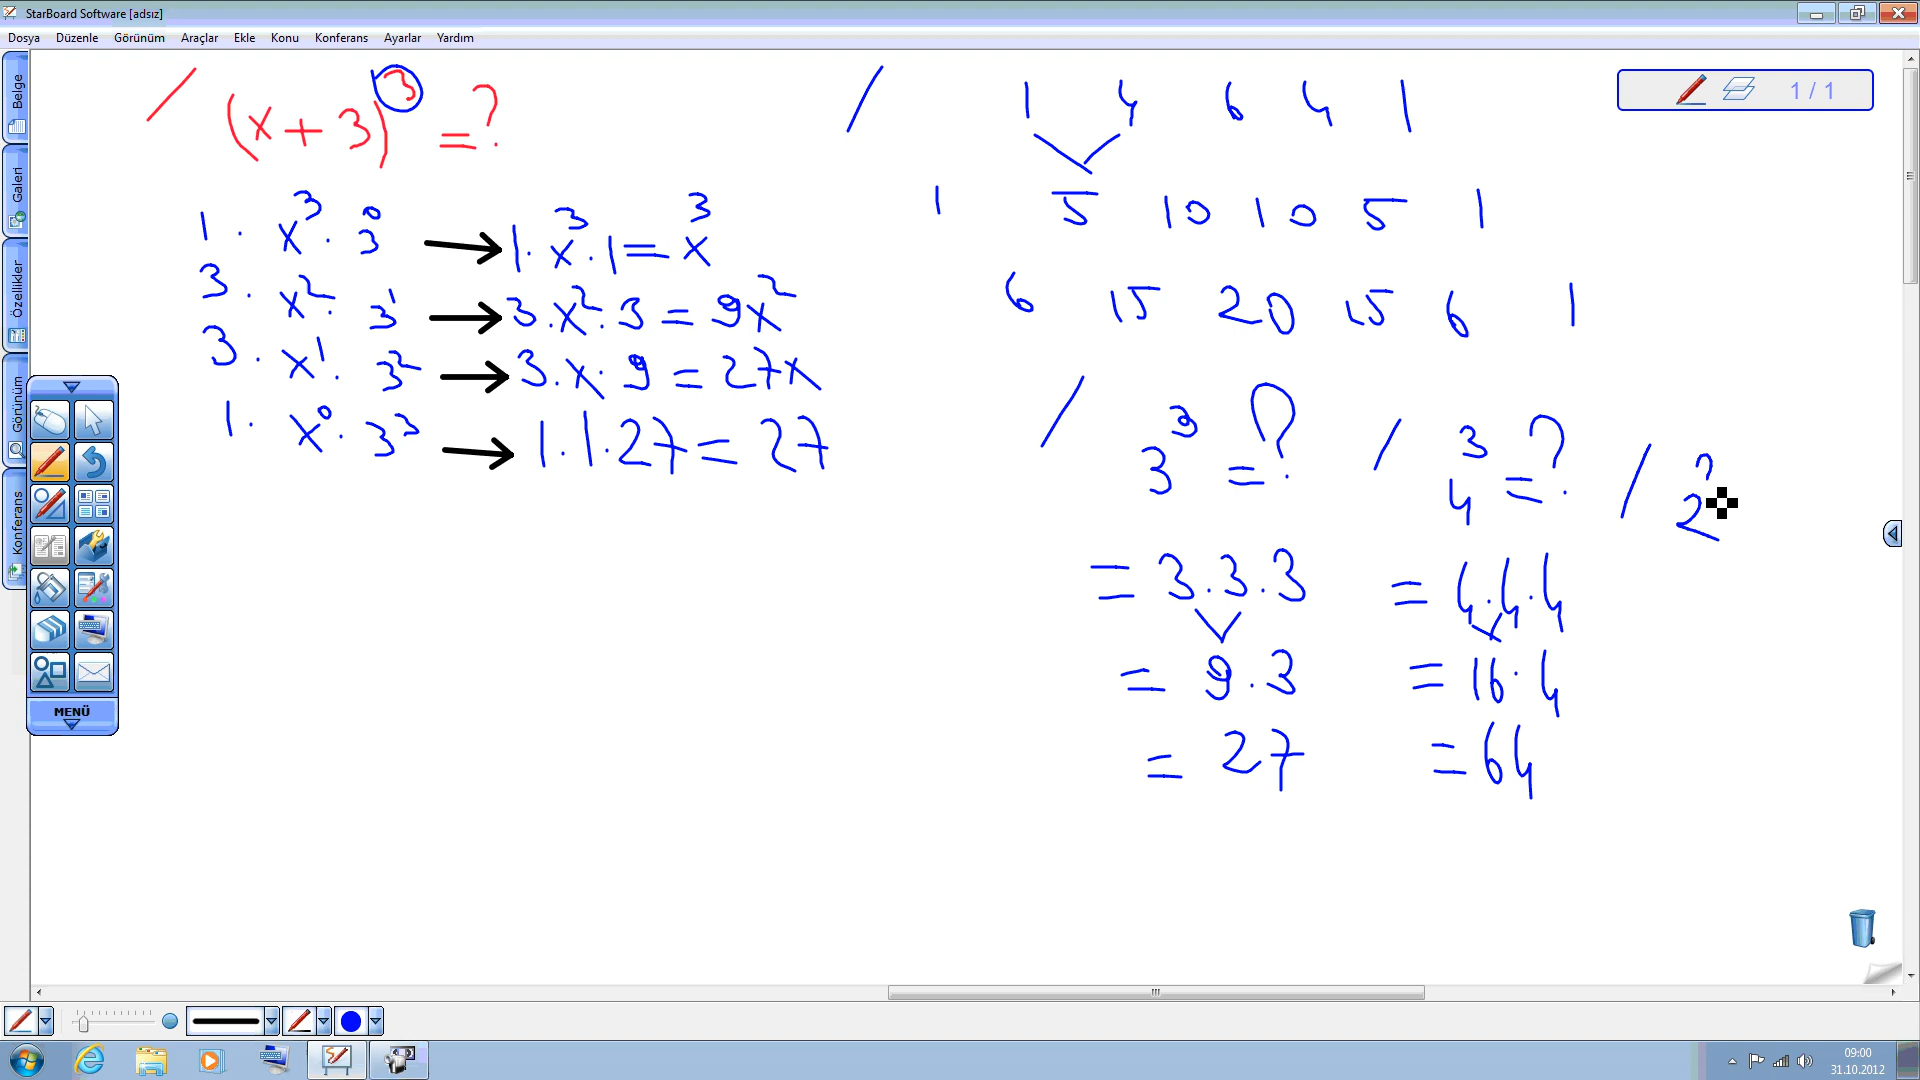 StarBoard Software [adsız]
Dosya Düzenle Görünüm Araçlar Ekle Konu Konferans Ayarlar Yardım
Belge
Galeri
Özellikler
Görünüm
Konferans
MENÜ
1 / 1
/ (x + 3)³ = ?
1 · x³ · 3⁰ → 1 · x³ · 1 = x³
3 · x² · 3¹ → 3 · x² · 3 = 9x²
3 · x¹ · 3² → 3 · x · 9 = 27x
1 · x⁰ · 3³ → 1 · 1 · 27 = 27
/ 1 4 6 4 1
1 5 10 10 5 1
6 15 20 15 6 1
/ 3³ = ?
= 3 · 3 · 3
= 9 · 3
= 27
/ 4³ = ?
= 4 · 4 · 4
= 16 · 4
= 64
/ 2
09:00
31.10.2012